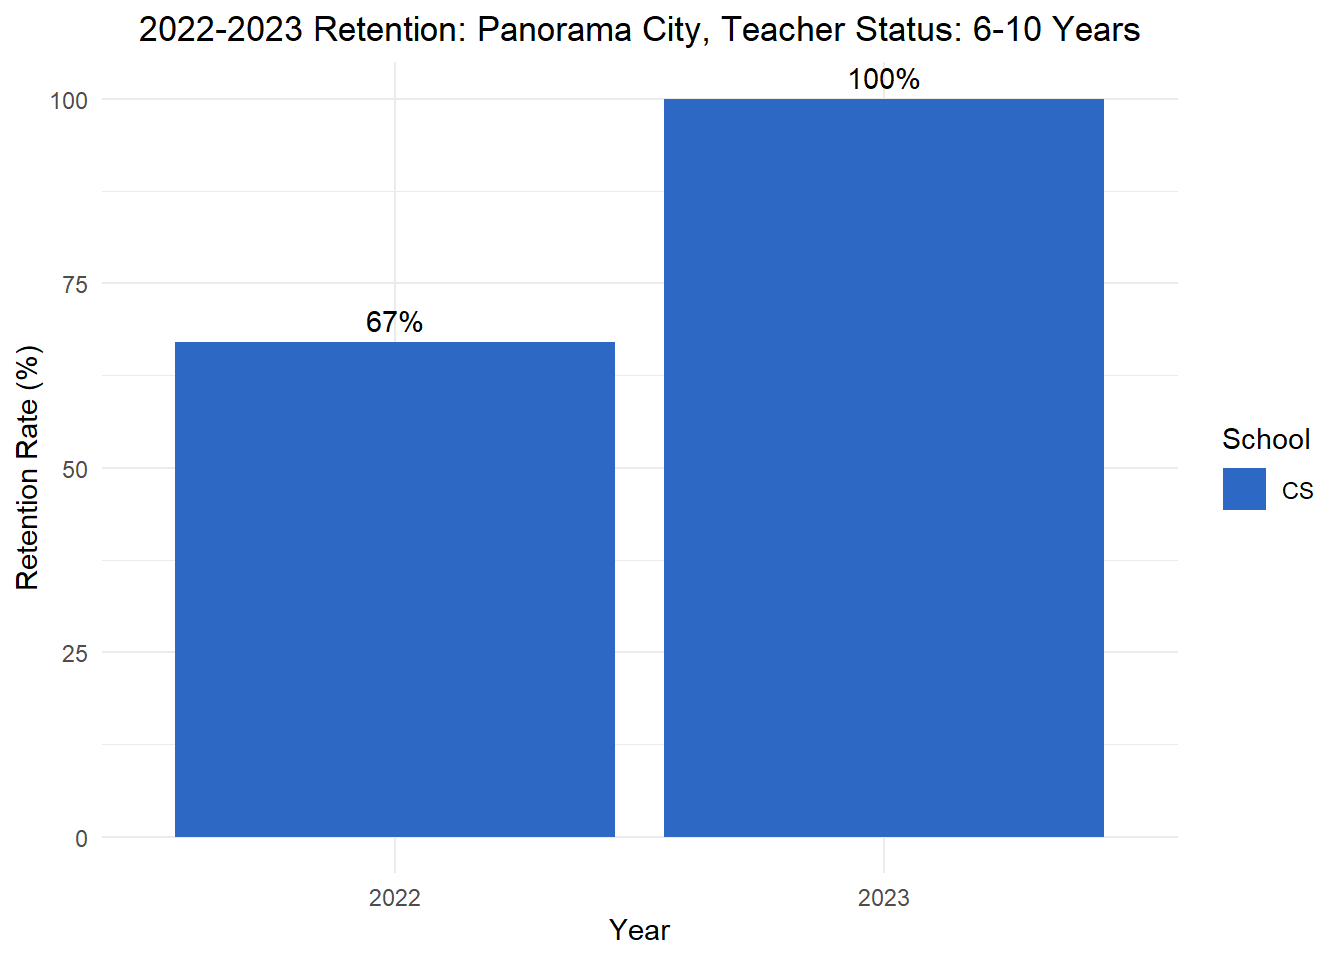 2022-2023 Retention: Panorama City, Teacher Status: 6-10 Years
100%
100
75
67%
50
25
0
Retention Rate (%)
2022
2023
Year
School
CS